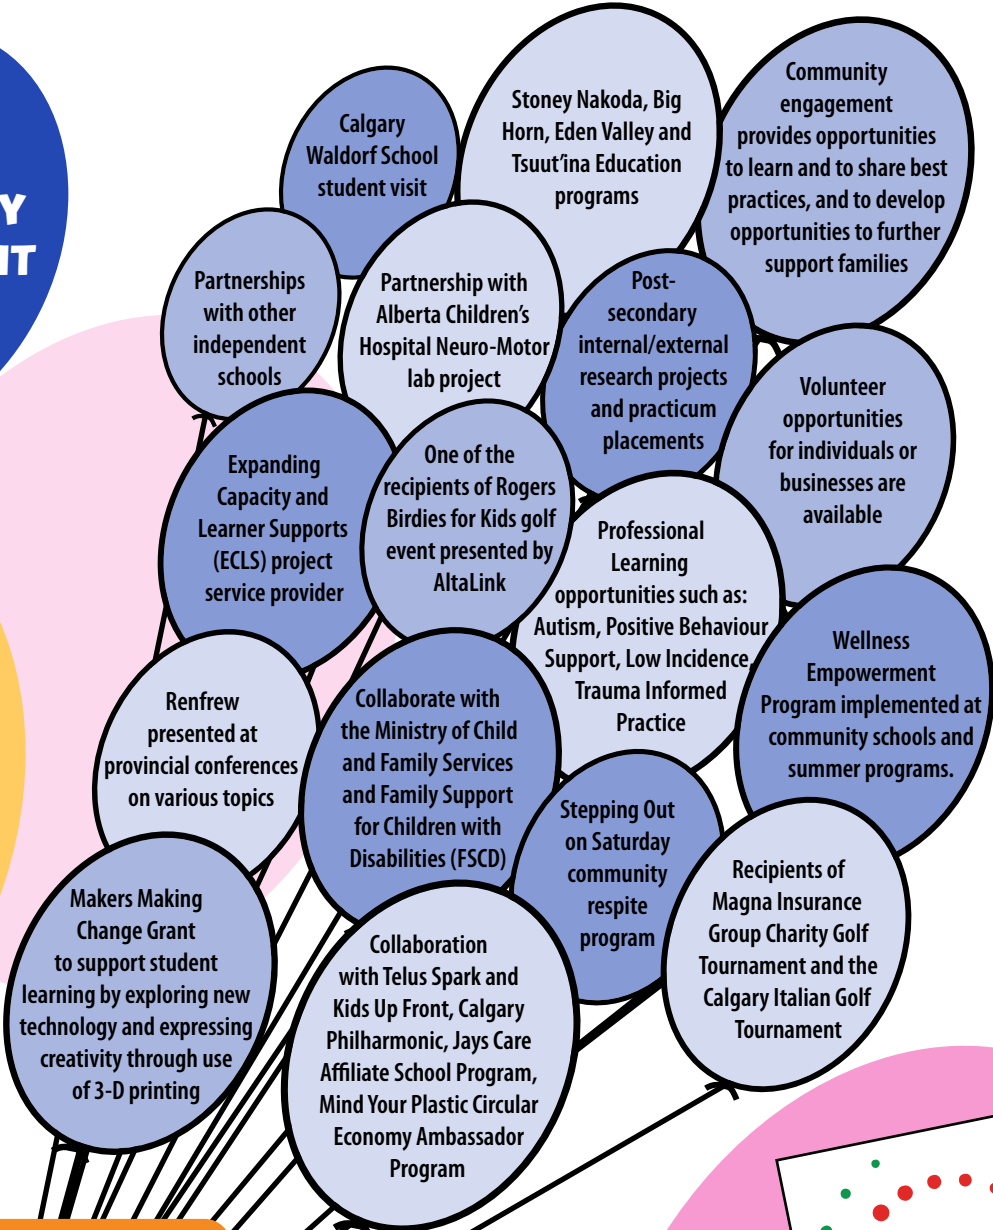 Y
IT
Calgary
Waldorf School
student visit
Stoney Nakoda, Big
Horn, Eden Valley and
Tsuut’ina Education
programs
Community
engagement
provides opportunities
to learn and to share best
practices, and to develop
opportunities to further
support families
Partnerships
with other
independent
schools
Partnership with
Alberta Children’s
Hospital Neuro-Motor
lab project
Post-
secondary
internal/external
research projects
and practicum
placements
Volunteer
opportunities
for individuals or
businesses are
available
Expanding
Capacity and
Learner Supports
(ECLS) project
service provider
One of the
recipients of Rogers
Birdies for Kids golf
event presented by
AltaLink
Professional
Learning
opportunities such as:
Autism, Positive Behaviour
Support, Low Incidence,
Trauma Informed
Practice
Wellness
Empowerment
Program implemented at
community schools and
summer programs.
Renfrew
presented at
provincial conferences
on various topics
Collaborate with
the Ministry of Child
and Family Services
and Family Support
for Children with
Disabilities (FSCD)
Stepping Out
on Saturday
community
respite
program
Recipients of
Magna Insurance
Group Charity Golf
Tournament and the
Calgary Italian Golf
Tournament
Makers Making
Change Grant
to support student
learning by exploring new
technology and expressing
creativity through use
of 3-D printing
Collaboration
with Telus Spark and
Kids Up Front, Calgary
Philharmonic, Jays Care
Affiliate School Program,
Mind Your Plastic Circular
Economy Ambassador
Program